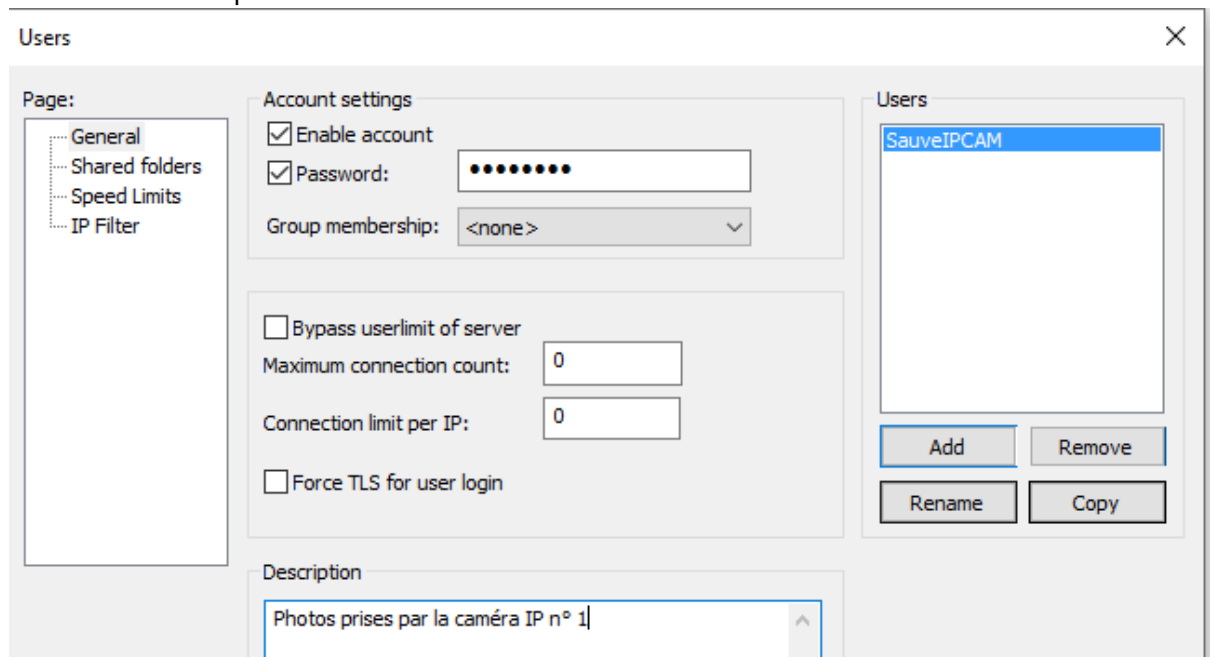 Users
Page:
General
Shared folders
Speed Limits
IP Filter
Account settings
Enable account
Password: ••••••••
Group membership: <none>
Bypass userlimit of server
Maximum connection count: 0
Connection limit per IP: 0
Force TLS for user login
Description
Photos prises par la caméra IP n° 1
Users
SauveIPCAM
Add Remove
Rename Copy